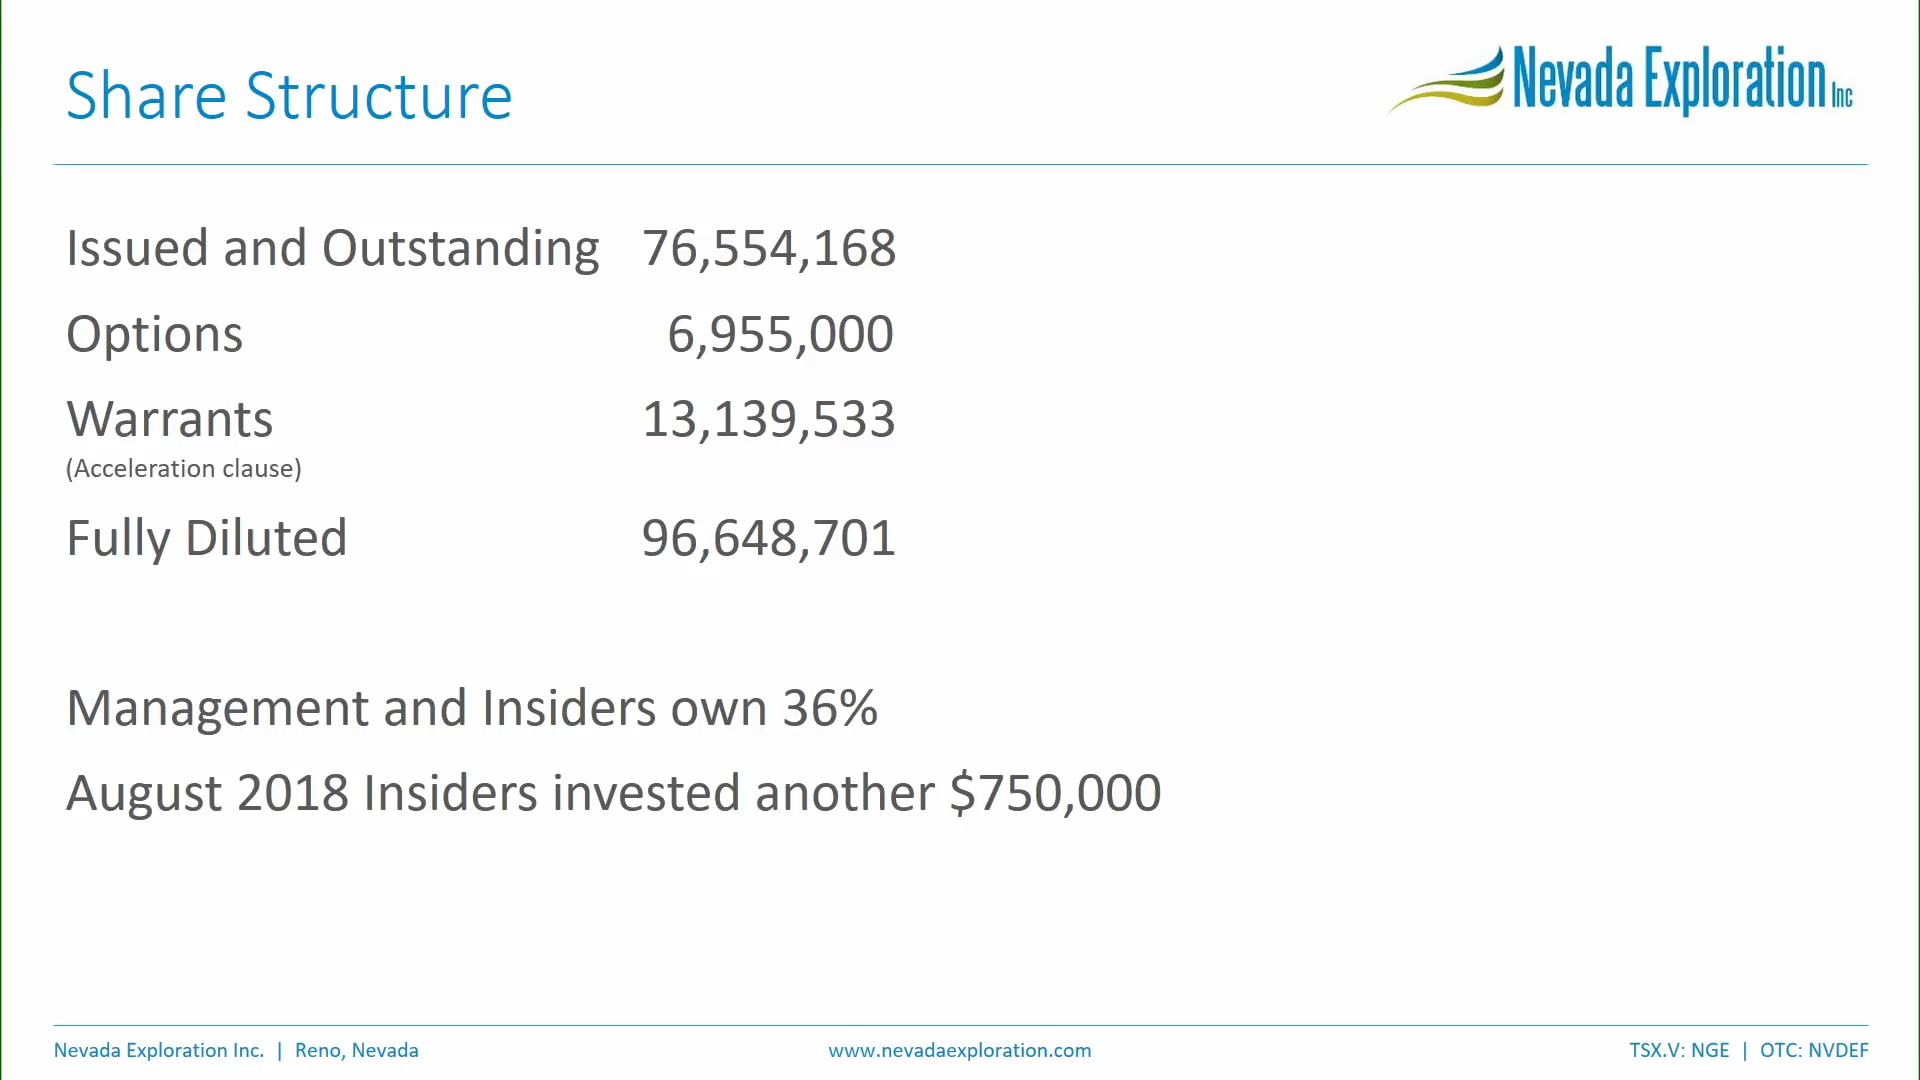 Share Structure
Nevada Exploration Inc
Issued and Outstanding 76,554,168
Options 6,955,000
Warrants 13,139,533
(Acceleration clause)
Fully Diluted 96,648,701
Management and Insiders own 36%
August 2018 Insiders invested another $750,000
Nevada Exploration Inc. | Reno, Nevada www.nevadaexploration.com TSX.V: NGE | OTC: NVDEF